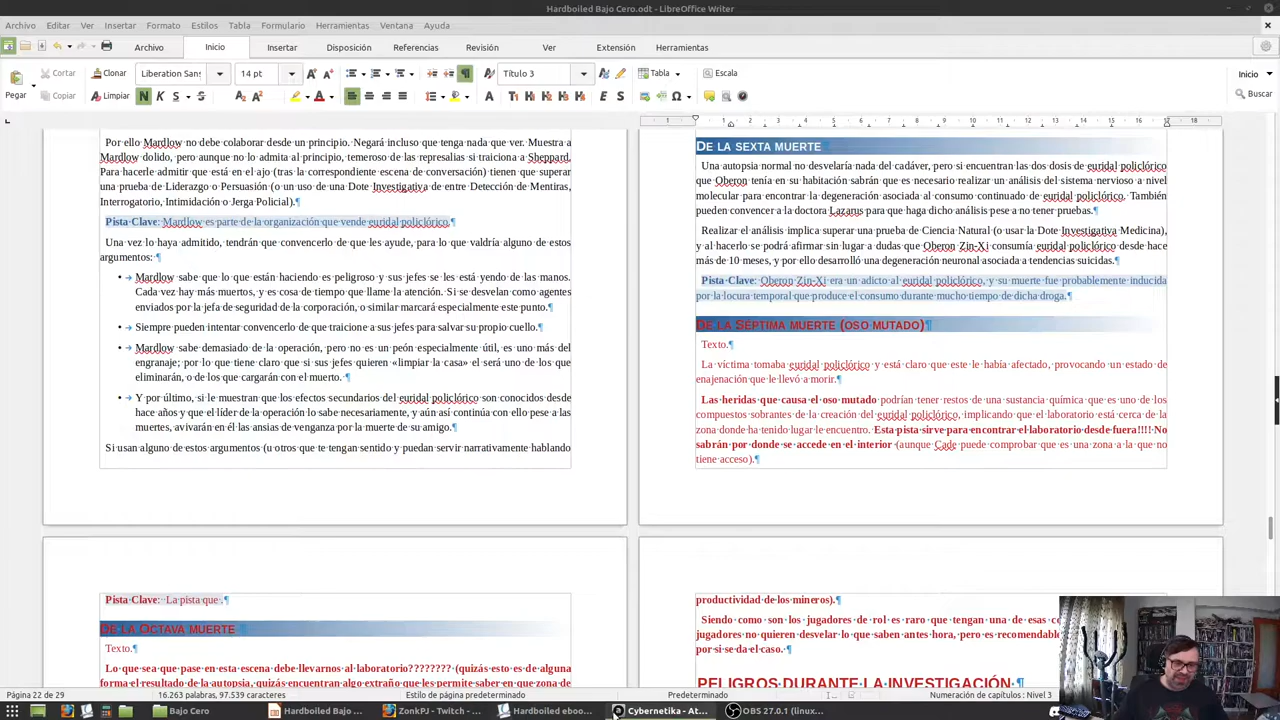 Hardboiled Bajo Cero.odt - LibreOffice Writer
Archivo Editar Ver Insertar Formato Estilos Tabla Formulario Herramientas Ventana Ayuda
Archivo Inicio Insertar Disposición Referencias Revisión Ver Extensión Herramientas
Cortar Clonar Liberation Sans 14 pt Título 3 Tabla Escala Inicio
Pegar Copiar Limpiar Buscar
1 1 2 3 4 5 6 7 8 9 10 11 12 13 14 15 16 17 18
Por ello Mardlow no debe colaborar desde un principio. Negará incluso que tenga nada que ver. Muestra a
Mardlow dolido, pero aunque no lo admita al principio, temeroso de las represalias si traiciona a Sheppard.
Para hacerle admitir que está en el ajo (tras la correspondiente escena de conversación) tienen que superar
una prueba de Liderazgo o Persuasión (o un uso de una Dote Investigativa de entre Detección de Mentiras,
Interrogatorio, Intimidación o Jerga Policial).¶
Pista Clave: Mardlow es parte de la organización que vende euridal policlórico.¶
Una vez lo haya admitido, tendrán que convencerlo de que les ayude, para lo que valdría alguno de estos
argumentos: ¶
• Mardlow sabe que lo que están haciendo es peligroso y sus jefes se les está yendo de las manos.
Cada vez hay más muertos, y es cosa de tiempo que llame la atención. Si se desvelan como agentes
enviados por la jefa de seguridad de la corporación, o similar marcará especialmente este punto.¶
• Siempre pueden intentar convencerlo de que traicione a sus jefes para salvar su propio cuello.¶
• Mardlow sabe demasiado de la operación, pero no es un peón especialmente útil, es uno más del
engranaje; por lo que tiene claro que si sus jefes quieren «limpiar la casa» el será uno de los que
eliminarán, o de los que cargarán con el muerto. ¶
• Y por último, si le muestran que los efectos secundarios del euridal policlórico son conocidos desde
hace años y que el líder de la operación lo sabe necesariamente, y aún así continúa con ello pese a las
muertes, avivarán en él las ansias de venganza por la muerte de su amigo.¶
Si usan alguno de estos argumentos (u otros que te tengan sentido y puedan servir narrativamente hablando
De la sexta muerte
Una autopsia normal no desvelaría nada del cadáver, pero si encuentran las dos dosis de euridal policlórico
que Oberon tenía en su habitación sabrán que es necesario realizar un análisis del sistema nervioso a nivel
molecular para encontrar la degeneración asociada al consumo continuado de euridal policlórico. También
pueden convencer a la doctora Lazarus para que haga dicho análisis pese a no tener pruebas.¶
Realizar el análisis implica superar una prueba de Ciencia Natural (o usar la Dote Investigativa Medicina),
y al hacerlo se podrá afirmar sin lugar a dudas que Oberon Zin-Xi consumía euridal policlórico desde hace
más de 10 meses, y por ello desarrolló una degeneración neuronal asociada a tendencias suicidas.¶
Pista Clave: Oberon Zin-Xi era un adicto al euridal policlórico, y su muerte fue probablemente inducida
por la locura temporal que produce el consumo durante mucho tiempo de dicha droga.¶
De la Séptima muerte (oso mutado)¶
Texto.¶
La víctima tomaba euridal policlórico y está claro que este le había afectado, provocando un estado de
enajenación que le llevó a morir.¶
Las heridas que causa el oso mutado podrían tener restos de una sustancia química que es uno de los
compuestos sobrantes de la creación del euridal policlórico, implicando que el laboratorio está cerca de la
zona donde ha tenido lugar le encuentro. Esta pista sirve para encontrar el laboratorio desde fuera!!!! No
sabrán por donde se accede en el interior (aunque Cade puede comprobar que es una zona a la que no
tiene acceso).¶
Pista Clave: La pista que .¶
De la Octava muerte ¶
Texto.¶
Lo que sea que pase en esta escena debe llevarnos al laboratorio???????? (quizás esto es de alguna
forma el resultado de la autopsia, quizás encuentran algo extraño que les permite saber en que zona de
productividad de los mineros).¶
Siendo como son los jugadores de rol es raro que tengan una de esas
jugadores no quieren desvelar lo que saben antes hora, pero es recomendable
por si se da el caso. ¶
PELIGROS DURANTE LA INVESTIGACIÓN ¶
Página 22 de 29 16.263 palabras, 97.539 caracteres Estilo de página predeterminado Predeterminado Numeración de capítulos : Nivel 3
Bajo Cero Hardboiled Bajo ... ZonkPJ - Twitch - ... Hardboiled eboo... Cybernetika - At... OBS 27.0.1 (linux...